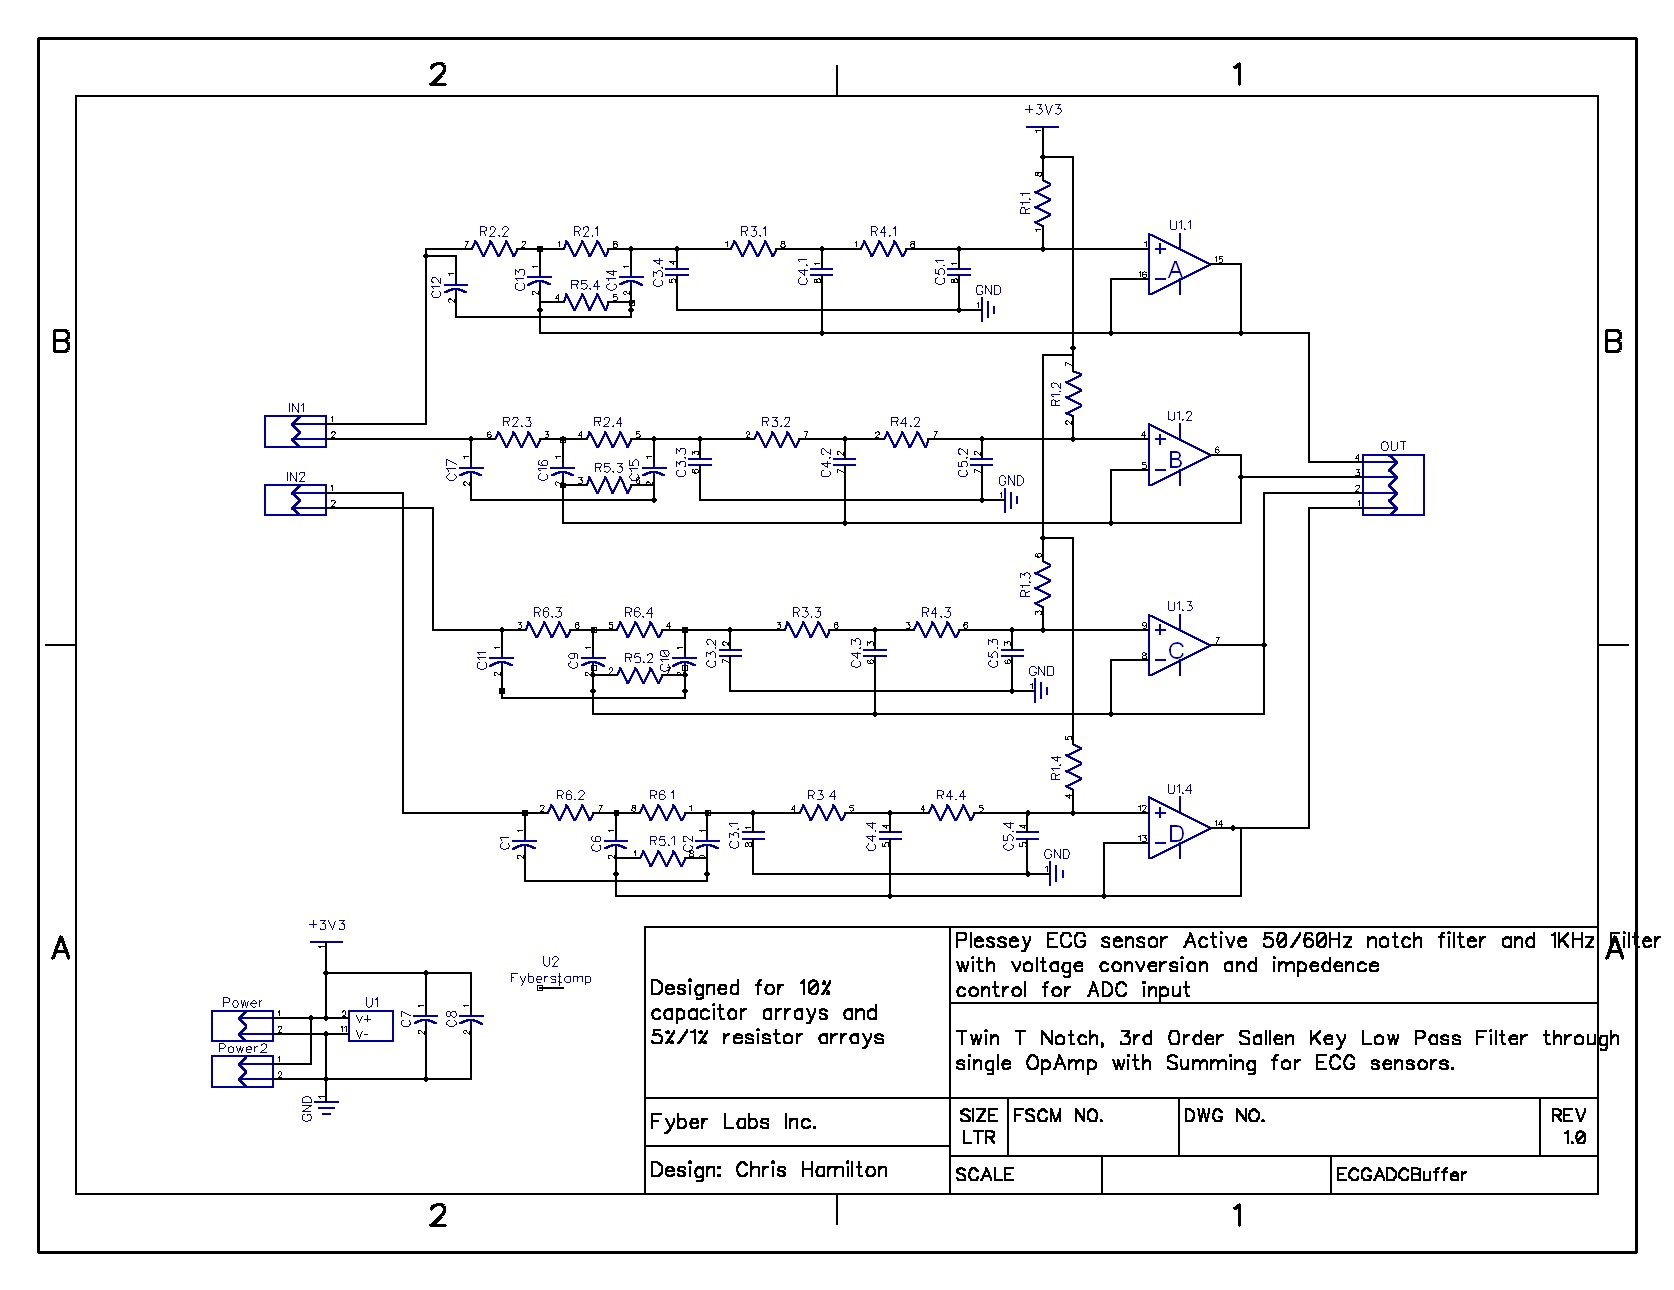 2 1
+3V3
R1.1
U1.1
R2.2 R2.1 R3.1 R4.1
C12 C13 R5.4 C14 C3.4 C4.1 C5.1 GND
A
B B
R1.2
IN1 U1.2
R2.3 R2.4 R3.2 R4.2
OUT
C17 C16 R5.3 C15 C3.3 C4.2 C5.2 GND
B
IN2
R1.3
U1.3
R6.3 R6.4 R3.3 R4.3
C11 C9 R5.2 C10 C3.2 C4.3 C5.3 GND
C
R1.4
U1.4
R6.2 R6.1 R3.4 R4.4
C1 C6 R5.1 C2 C3.1 C4.4 C5.4 GND
D
A A
+3V3
U2
Fyberstamp
Power U1
V+
V-
C7 C8
Power2
GND
Designed for 10%
capacitor arrays and
5%/1% resistor arrays
Plessey ECG sensor Active 50/60Hz notch filter and 1KHz Filter
with voltage conversion and impedence
control for ADC input
Twin T Notch, 3rd Order Sallen Key Low Pass Filter through
single OpAmp with Summing for ECG sensors.
Fyber Labs Inc.
Design: Chris Hamilton
SIZE FSCM NO. DWG NO. REV
LTR 1.0
SCALE ECGADCBuffer
2 1